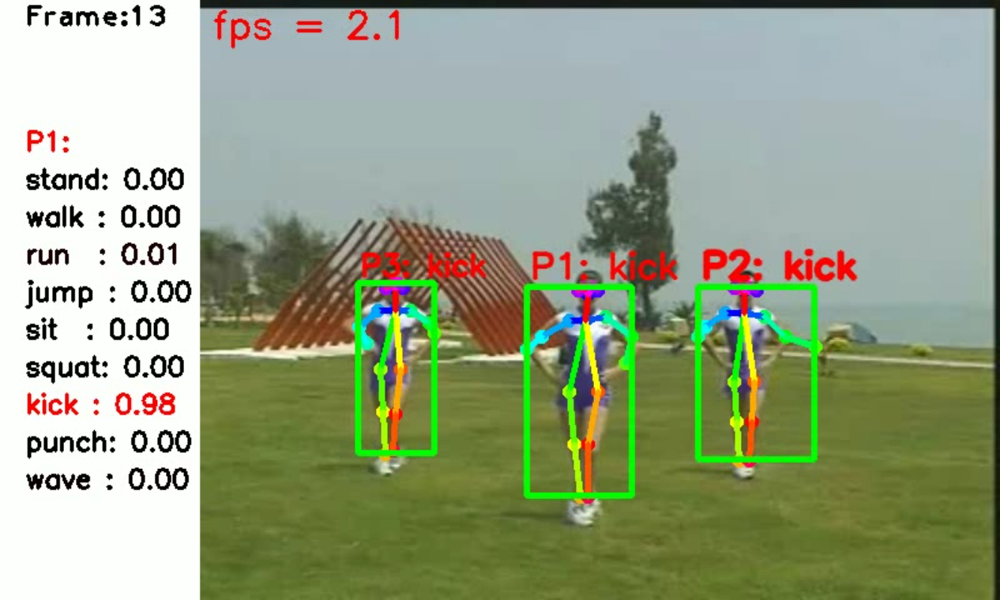 Frame:13
fps = 2.1
P1:
stand: 0.00
walk : 0.00
run : 0.01
jump : 0.00
sit : 0.00
squat: 0.00
kick : 0.98
punch: 0.00
wave : 0.00
P3: kick
P1: kick
P2: kick